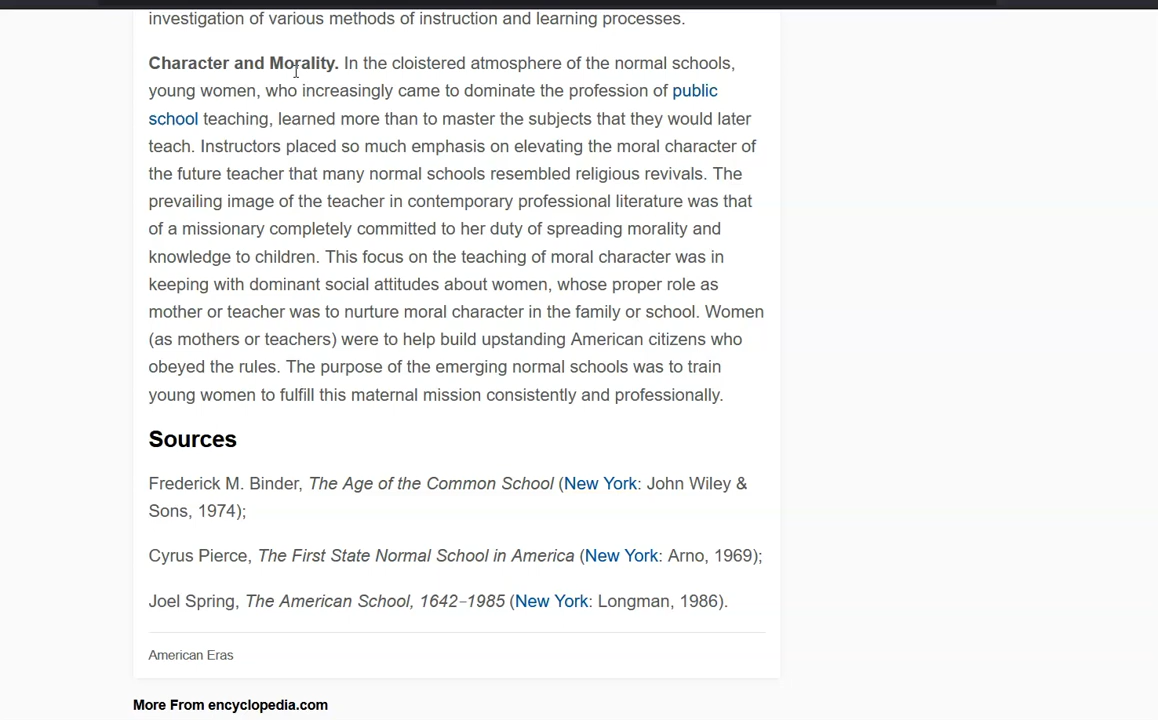 investigation of various methods of instruction and learning processes.
Character and Morality. In the cloistered atmosphere of the normal schools,
young women, who increasingly came to dominate the profession of public
school teaching, learned more than to master the subjects that they would later
teach. Instructors placed so much emphasis on elevating the moral character of
the future teacher that many normal schools resembled religious revivals. The
prevailing image of the teacher in contemporary professional literature was that
of a missionary completely committed to her duty of spreading morality and
knowledge to children. This focus on the teaching of moral character was in
keeping with dominant social attitudes about women, whose proper role as
mother or teacher was to nurture moral character in the family or school. Women
(as mothers or teachers) were to help build upstanding American citizens who
obeyed the rules. The purpose of the emerging normal schools was to train
young women to fulfill this maternal mission consistently and professionally.
Sources
Frederick M. Binder, The Age of the Common School (New York: John Wiley &
Sons, 1974);
Cyrus Pierce, The First State Normal School in America (New York: Arno, 1969);
Joel Spring, The American School, 1642–1985 (New York: Longman, 1986).
American Eras
More From encyclopedia.com